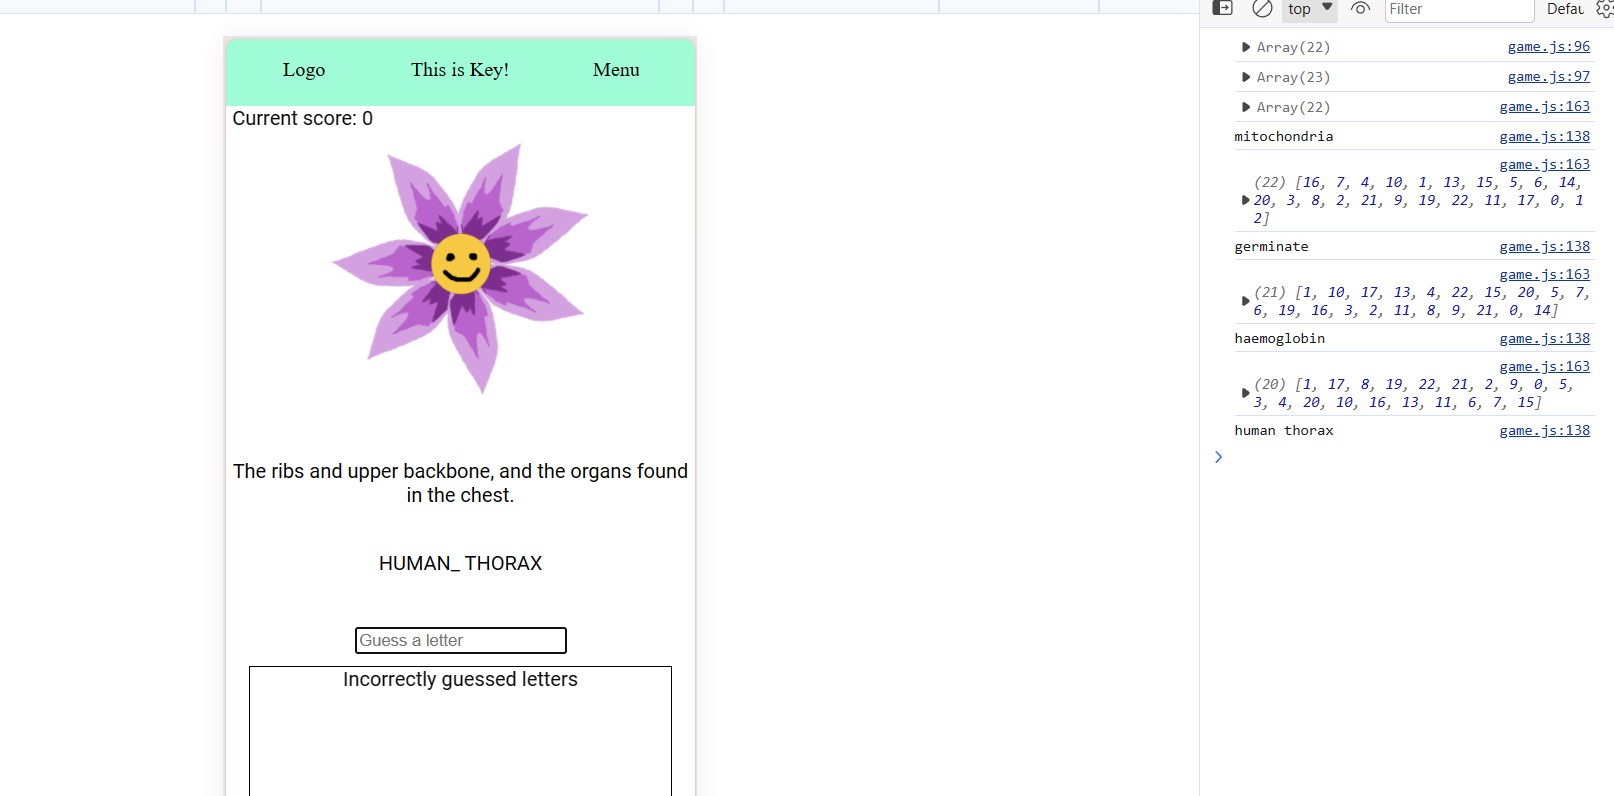 Logo This is Key! Menu
Current score: 0
The ribs and upper backbone, and the organs found
in the chest.
HUMAN_ THORAX
Guess a letter
Incorrectly guessed letters
top Filter Defau
Array(22) game.js:96
Array(23) game.js:97
Array(22) game.js:163
mitochondria game.js:138
game.js:163
(22) [16, 7, 4, 10, 1, 13, 15, 5, 6, 14,
20, 3, 8, 2, 21, 9, 19, 22, 11, 17, 0, 1
2]
germinate game.js:138
game.js:163
(21) [1, 10, 17, 13, 4, 22, 15, 20, 5, 7,
6, 19, 16, 3, 2, 11, 8, 9, 21, 0, 14]
haemoglobin game.js:138
game.js:163
(20) [1, 17, 8, 19, 22, 21, 2, 9, 0, 5,
3, 4, 20, 10, 16, 13, 11, 6, 7, 15]
human thorax game.js:138